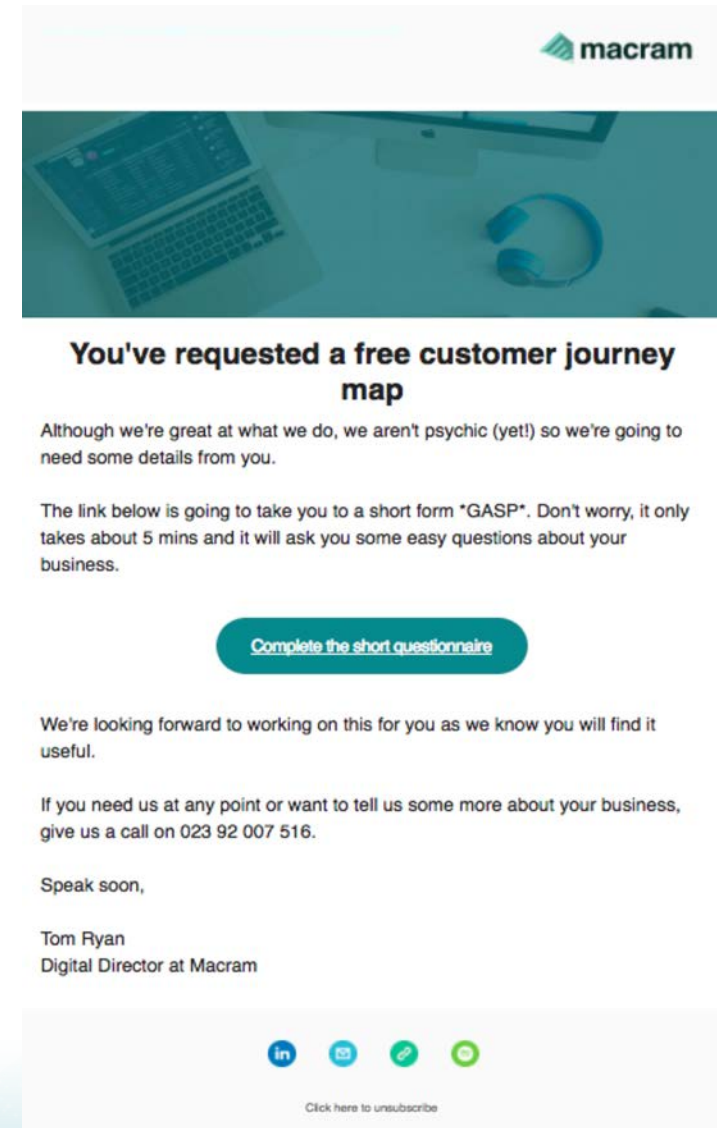 macram
You've requested a free customer journey
map
Although we're great at what we do, we aren't psychic (yet!) so we're going to
need some details from you.
The link below is going to take you to a short form *GASP*. Don't worry, it only
takes about 5 mins and it will ask you some easy questions about your
business.
Complete the short questionnaire
We're looking forward to working on this for you as we know you will find it
useful.
If you need us at any point or want to tell us some more about your business,
give us a call on 023 92 007 516.
Speak soon,
Tom Ryan
Digital Director at Macram
in
Click here to unsubscribe